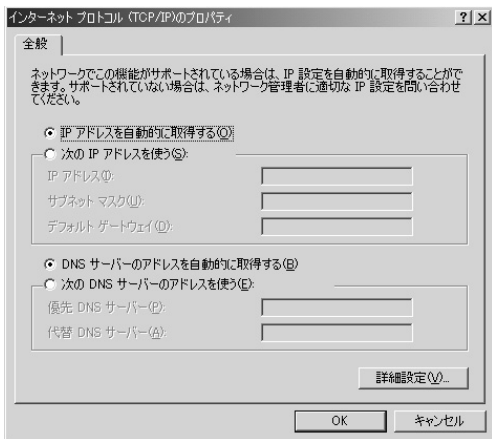 インターネット プロトコル (TCP/IP)のプロパティ
全般
ネットワークでこの機能がサポートされている場合は、IP 設定を自動的に取得することがで
きます。サポートされていない場合は、ネットワーク管理者に適切な IP 設定を問い合わせ
てください。
IP アドレスを自動的に取得する(O)
次の IP アドレスを使う(S):
IP アドレス(I):
サブネット マスク(U):
デフォルト ゲートウェイ(D):
DNS サーバーのアドレスを自動的に取得する(B)
次の DNS サーバーのアドレスを使う(E):
優先 DNS サーバー(P):
代替 DNS サーバー(A):
詳細設定(V)...
OK
キャンセル